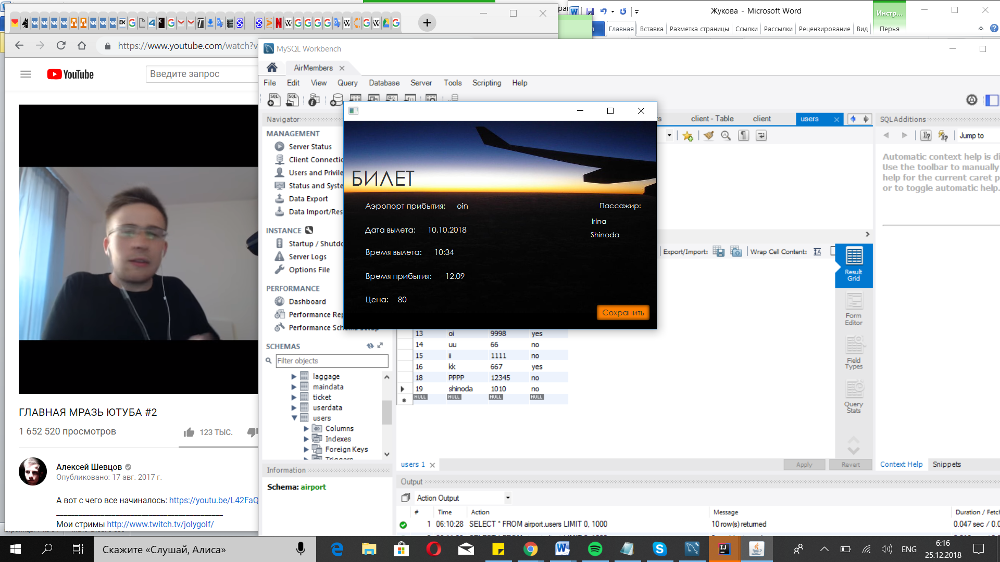 Жукова - Microsoft Word
Инстр...
Главная Вставка Разметка страницы Ссылки Рассылки Рецензирование Вид Перья
https://www.youtube.com/watch?v
YouTube
Введите запрос
MySQL Workbench
AirMembers
File Edit View Query Database Server Tools Scripting Help
Navigator
MANAGEMENT
Server Status
Client Connectio
Users and Privile
Status and Syste
Data Export
Data Import/Res
INSTANCE
Startup / Shutdo
Server Logs
Options File
PERFORMANCE
Dashboard
Performance Rep
Performance Schema Setup
SCHEMAS
Filter objects
laggage
maindata
ticket
userdata
users
Columns
Indexes
Foreign Keys
Triggers
Information
Schema: airport
client - Table client users
SQLAdditions
Jump to
Automatic context help is di
Use the toolbar to manually
help for the current caret p
or to toggle automatic help.
БИЛЕТ
Аэропорт прибытия: oin
Дата вылета: 10.10.2018
Время вылета: 10:34
Время прибытия: 12.09
Цена: 80
Пассажир:
Irina
Shinoda
Сохранить
Export/Import: Wrap Cell Content:
Result
Grid
Form
Editor
Field
Types
Query
Stats
13 oi 9998 yes
14 uu 66 no
15 ii 1111 no
16 kk 667 yes
18 PPPP 12345 no
19 shinoda 1010 no
NULL NULL NULL NULL
users 1
Apply Revert
Context Help Snippets
Output
Action Output
# Time Action Message Duration / Fetch
1 06:10:28 SELECT * FROM airport.users LIMIT 0, 1000 10 row(s) returned 0.047 sec / 0.0
ГЛАВНАЯ МРАЗЬ ЮТУБА #2
1 652 520 просмотров
123 ТЫС.
Алексей Шевцов
Опубликовано: 17 авг. 2017 г.
А вот с чего все начиналось: https://youtu.be/L42FaQ
Мои стримы http://www.twitch.tv/jolygolf/
Скажите «Слушай, Алиса»
ENG
6:16
25.12.2018